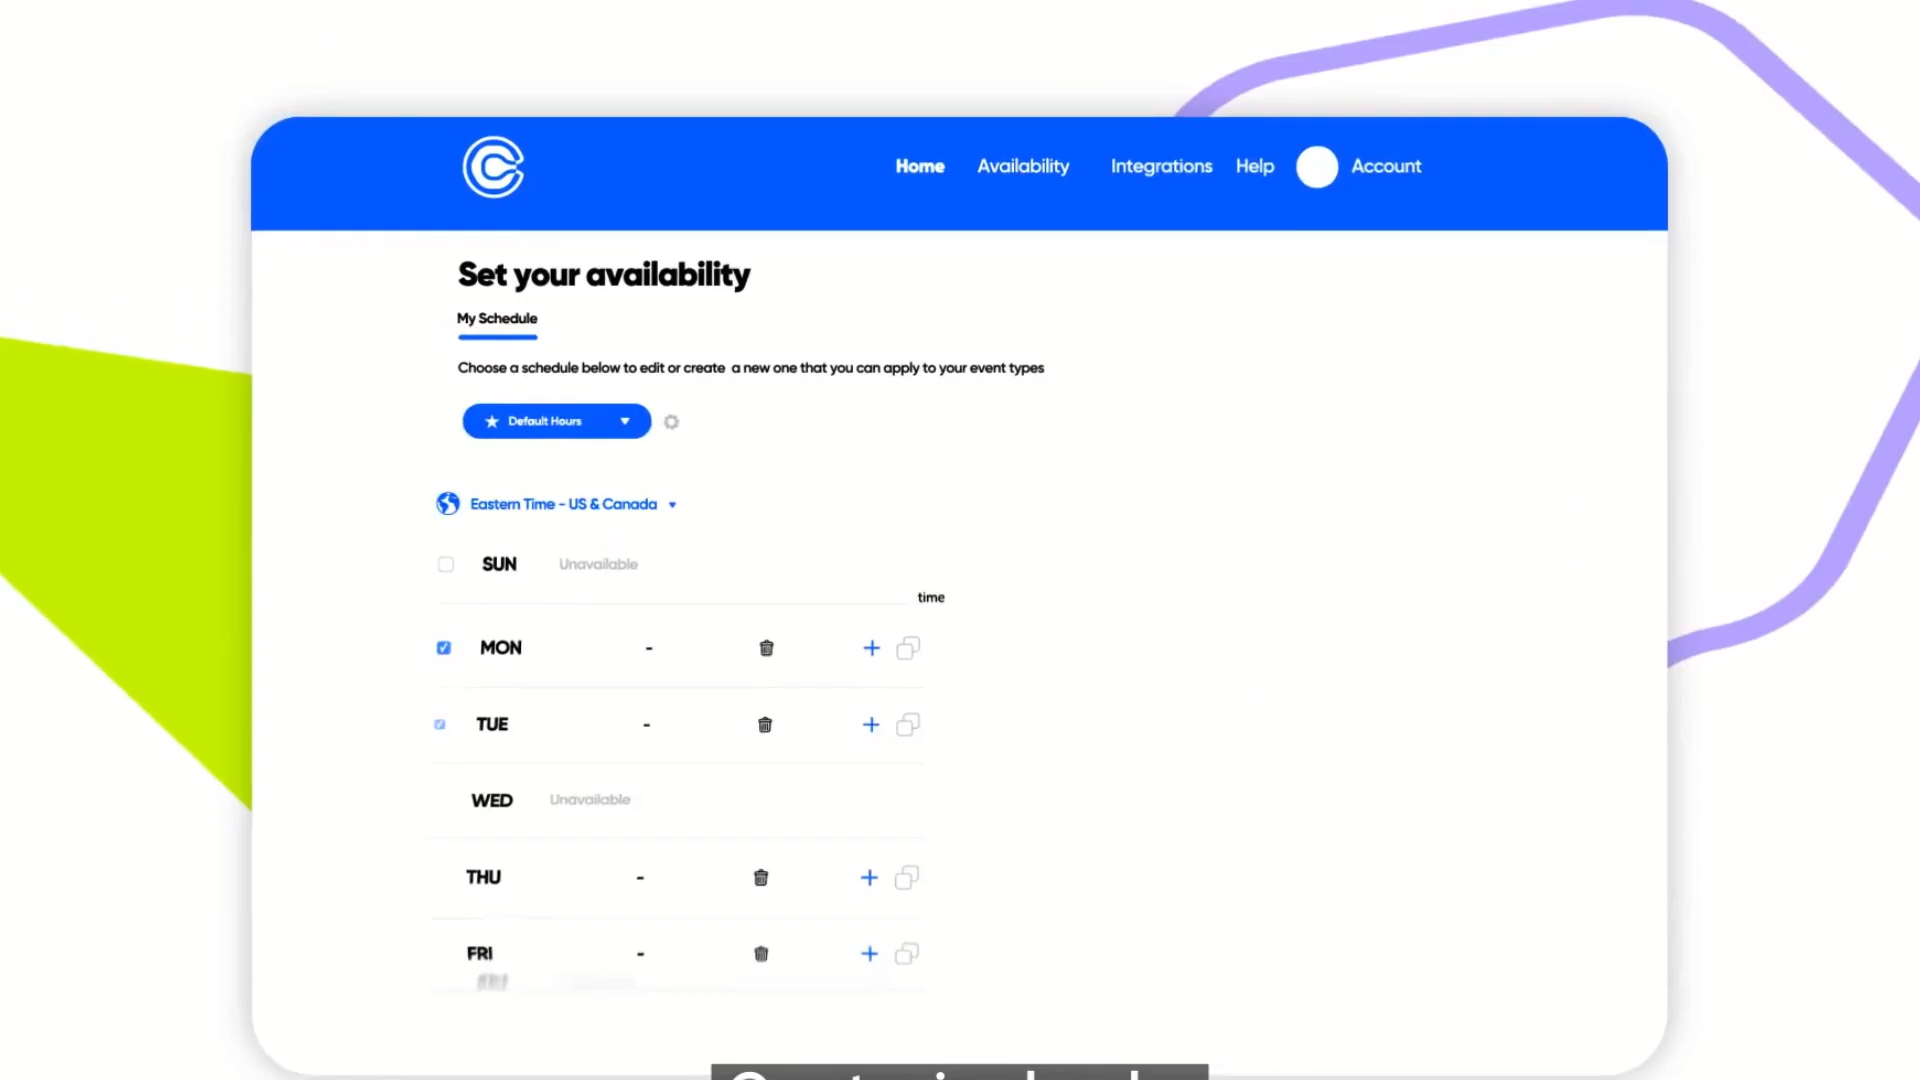 Home Availability Integrations Help Account
Set your availability
My Schedule
Choose a schedule below to edit or create a new one that you can apply to your event types
Default Hours
Eastern Time - US & Canada
SUN Unavailable
time
MON -
TUE -
WED Unavailable
THU -
FRI -